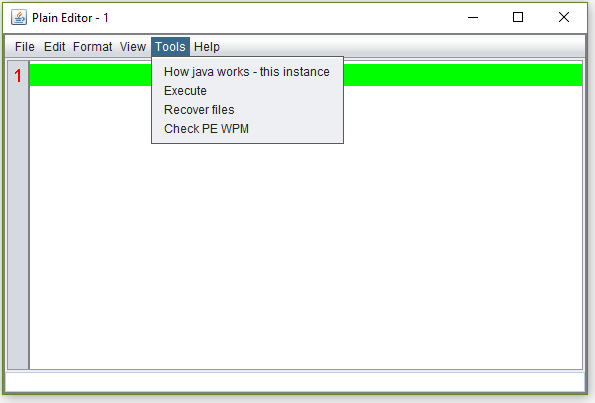 Plain Editor - 1
File Edit Format View Tools Help
1
How java works - this instance
Execute
Recover files
Check PE WPM